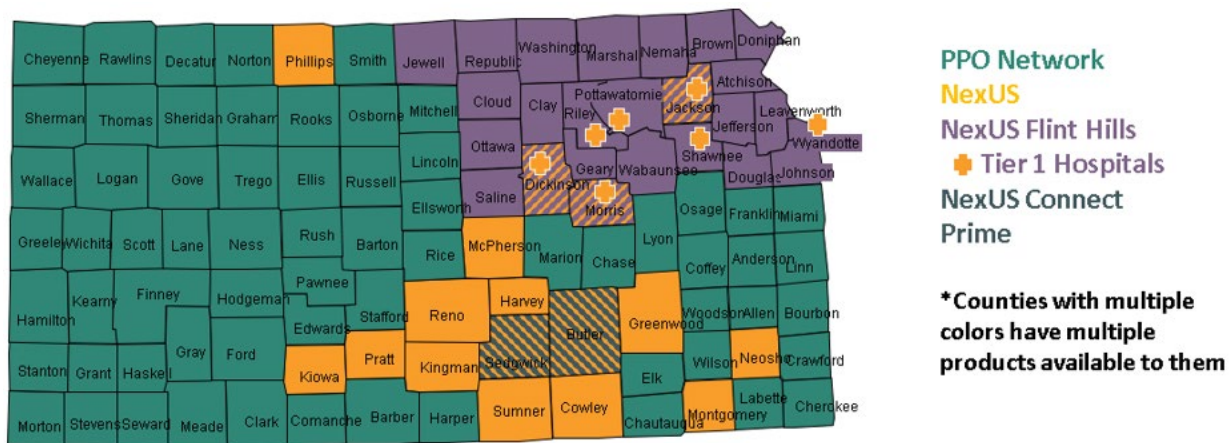 Cheyenne Rawlins Decatur Norton Phillips Smith Jewell Republic Washington Marshal Nemaha Brown Doniphan
Sherman Thomas Sheridan Graham Rooks Osborne Mitchell Cloud Clay Riley Pottawatomie Jackson Atchison
Jefferson Leavenworth Wyandotte
Wallace Logan Gove Trego Ellis Russell Lincoln Ottawa Dickinson Geary Wabaunsee Shawnee Douglas Johnson
Ellsworth Saline Morris
Greeley Wichita Scott Lane Ness Rush Barton Rice McPherson Marion Chase Lyon Osage Franklin Miami
Coffey Anderson Linn
Hamilton Kearny Finney Hodgeman Pawnee Edwards Stafford Reno Harvey Butler Greenwood Woodson Allen Bourbon
Stanton Grant Haskell Gray Ford Kiowa Pratt Kingman Sedgwick Elk Wilson Neosho Crawford
Morton Stevens Seward Meade Clark Comanche Barber Harper Sumner Cowley Chautauqua Montgomery Labette Cherokee
PPO Network
NexUS
NexUS Flint Hills
Tier 1 Hospitals
NexUS Connect
Prime
*Counties with multiple
colors have multiple
products available to them